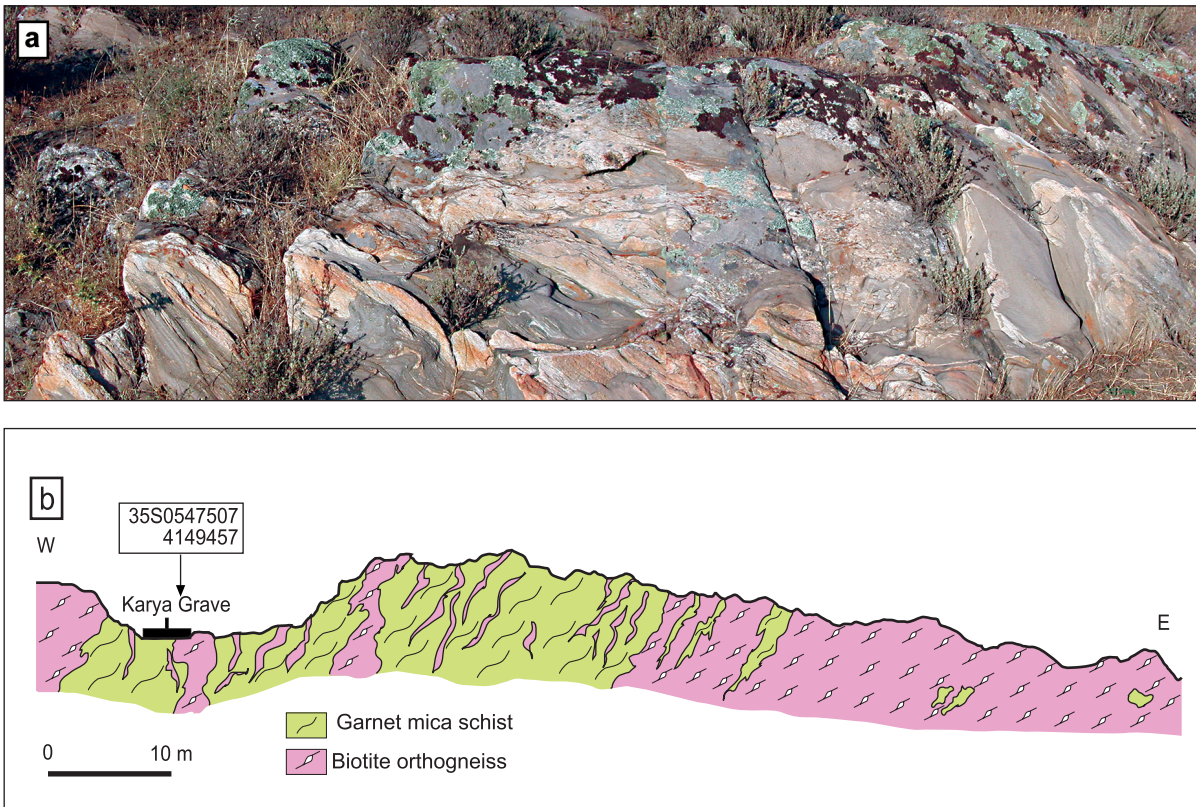 a
b
35S0547507
4149457
W
Karya Grave
E
Garnet mica schist
0 10 m
Biotite orthogneiss